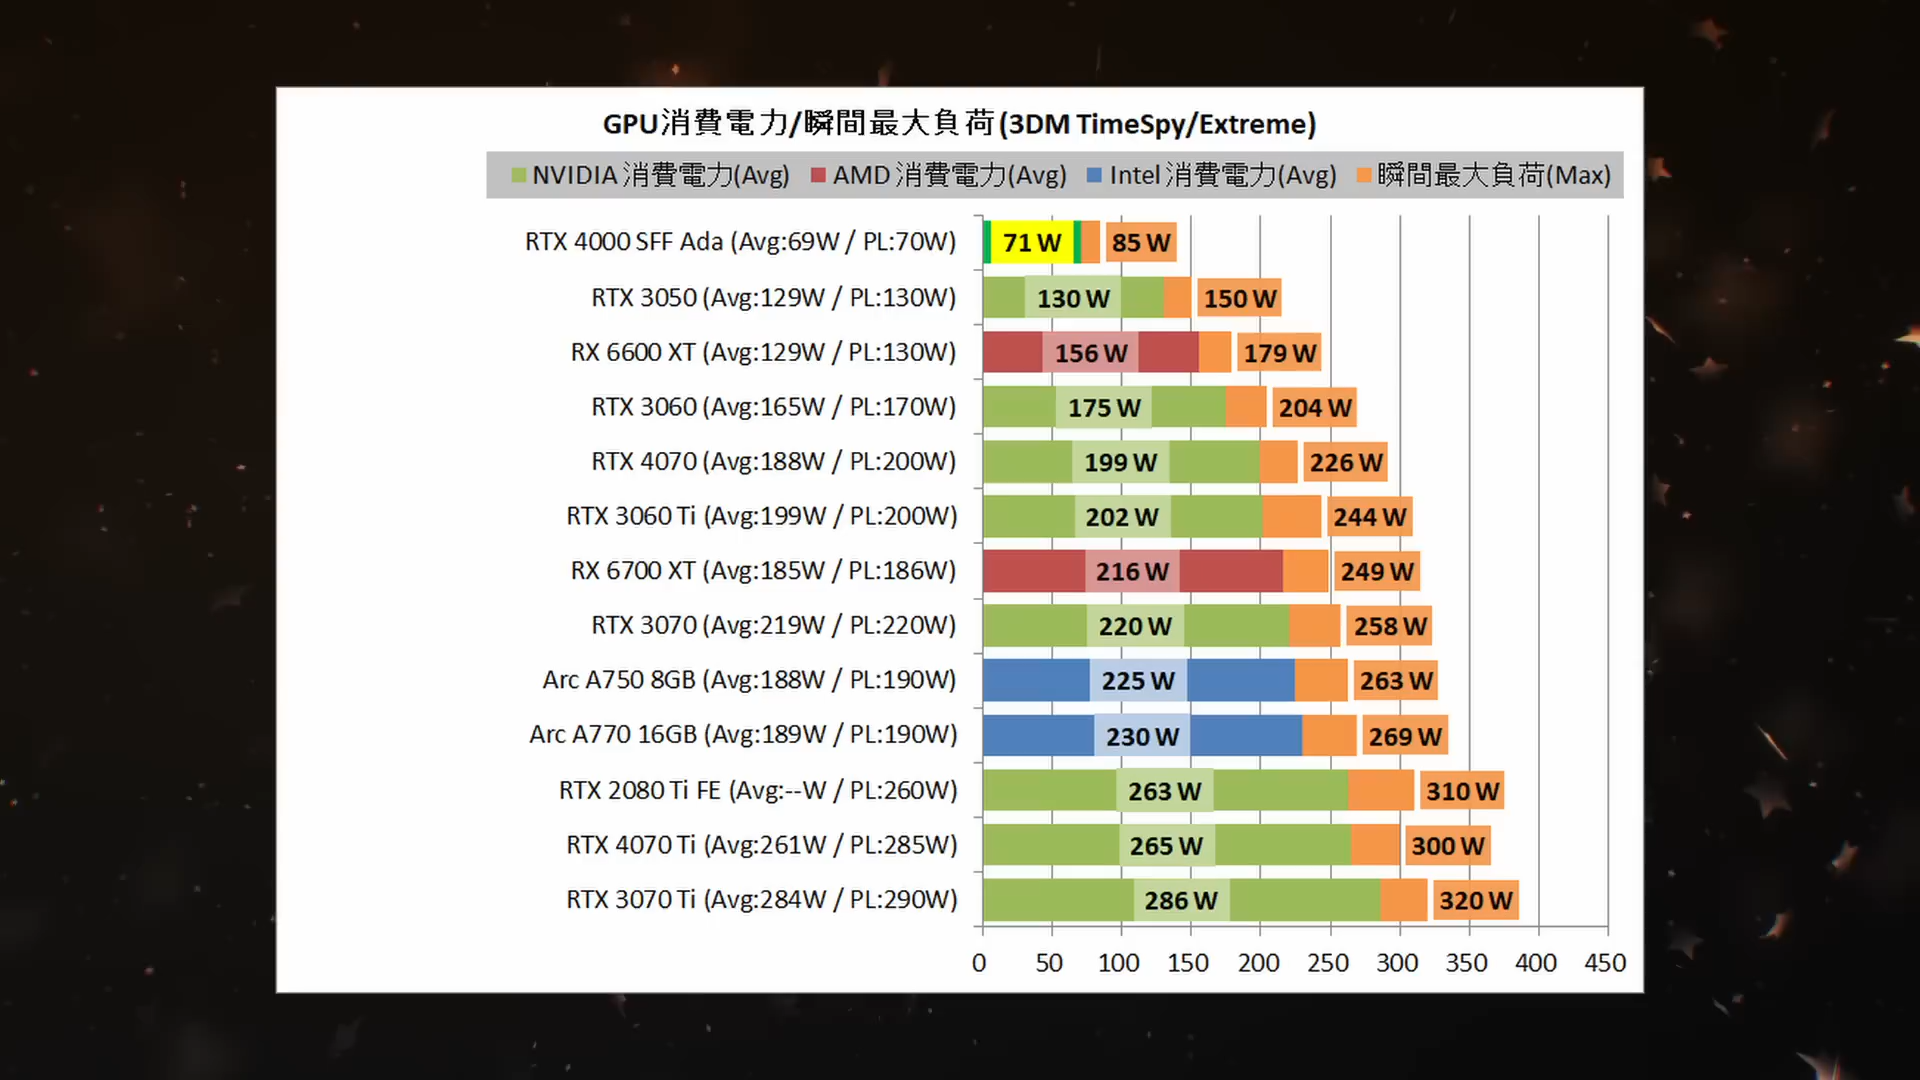 GPU消費電力/瞬間最大負荷(3DM TimeSpy/Extreme)
NVIDIA 消費電力(Avg) AMD 消費電力(Avg) Intel 消費電力(Avg) 瞬間最大負荷(Max)
RTX 4000 SFF Ada (Avg:69W / PL:70W) 71 W 85 W
RTX 3050 (Avg:129W / PL:130W) 130 W 150 W
RX 6600 XT (Avg:129W / PL:130W) 156 W 179 W
RTX 3060 (Avg:165W / PL:170W) 175 W 204 W
RTX 4070 (Avg:188W / PL:200W) 199 W 226 W
RTX 3060 Ti (Avg:199W / PL:200W) 202 W 244 W
RX 6700 XT (Avg:185W / PL:186W) 216 W 249 W
RTX 3070 (Avg:219W / PL:220W) 220 W 258 W
Arc A750 8GB (Avg:188W / PL:190W) 225 W 263 W
Arc A770 16GB (Avg:189W / PL:190W) 230 W 269 W
RTX 2080 Ti FE (Avg:--W / PL:260W) 263 W 310 W
RTX 4070 Ti (Avg:261W / PL:285W) 265 W 300 W
RTX 3070 Ti (Avg:284W / PL:290W) 286 W 320 W
0 50 100 150 200 250 300 350 400 450